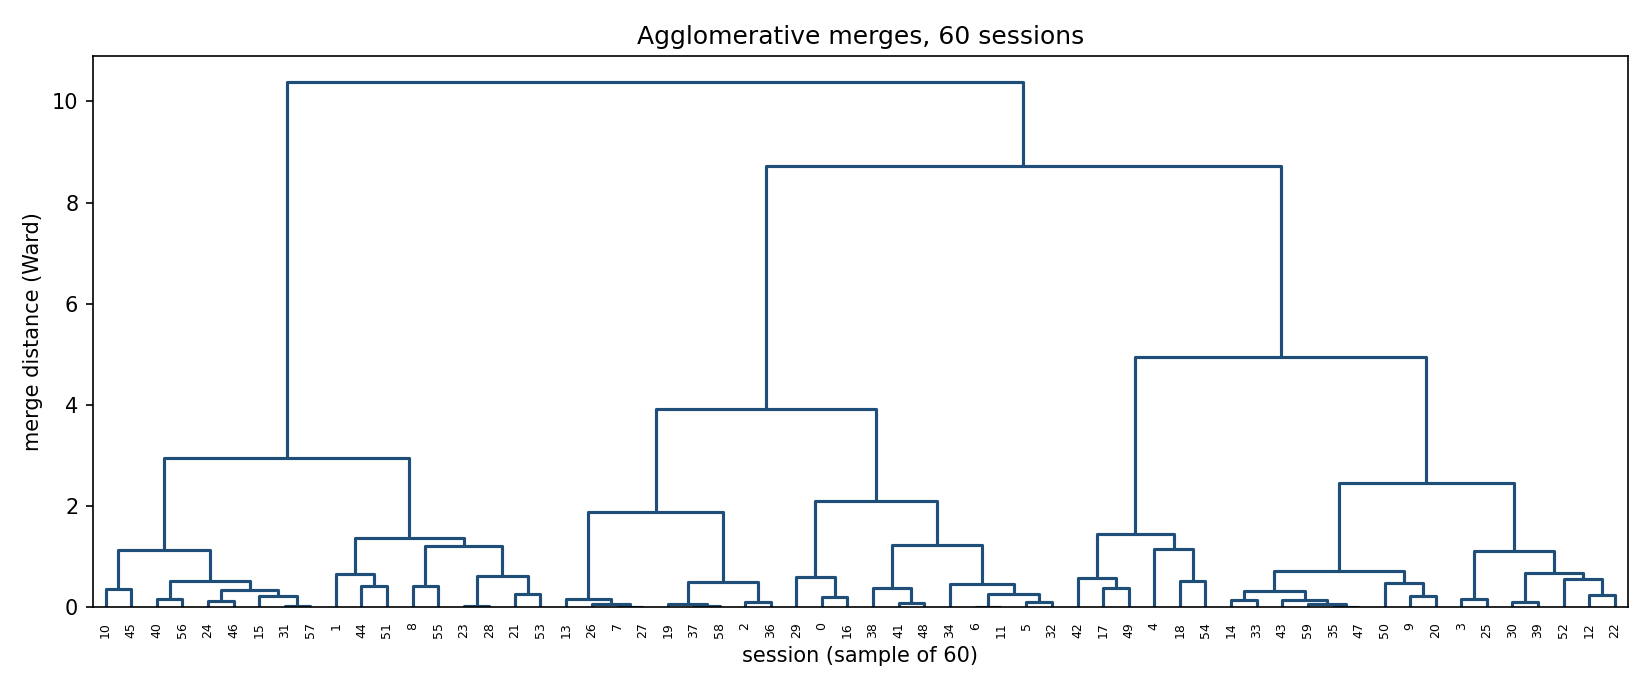 Agglomerative merges, 60 sessions
10
8
6
4
2
0
merge distance (Ward)
10 45 40 56 24 46 15 31 57 1 44 51 8 55 23 28 21 53 13 26 7 27 19 37 58 2 36 29 0 16 38 41 48 34 6 11 5 32 42 17 49 4 18 54 14 33 43 59 35 47 50 9 20 3 25 30 39 52 12 22
session (sample of 60)